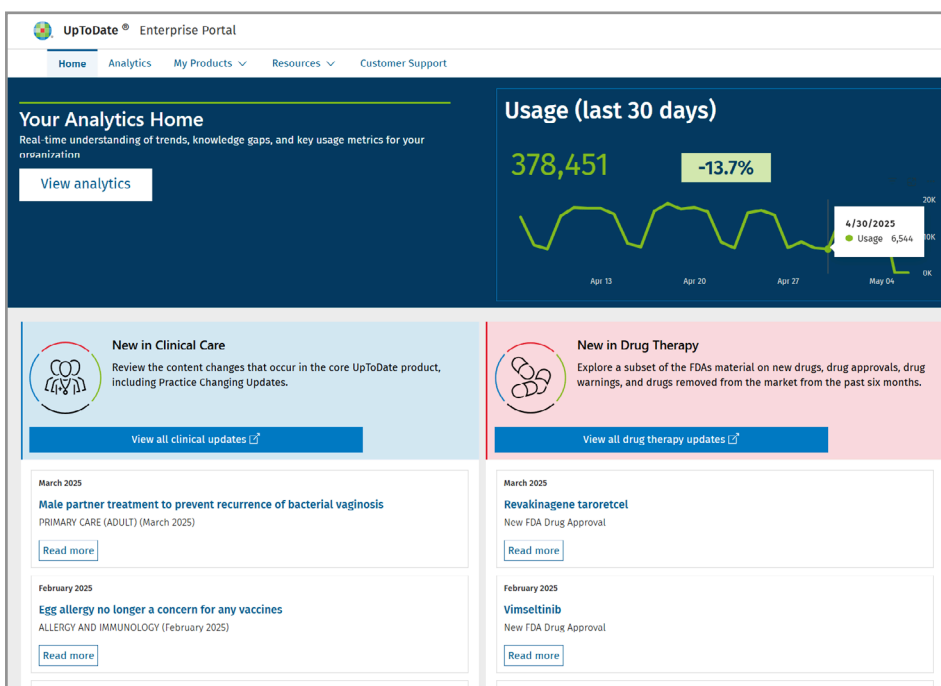 UpToDate ® Enterprise Portal
Home Analytics My Products Resources Customer Support
Your Analytics Home
Real-time understanding of trends, knowledge gaps, and key usage metrics for your
organization
View analytics
Usage (last 30 days)
378,451
-13.7%
20K
10K
0K
4/30/2025
Usage 6,544
Apr 13 Apr 20 Apr 27 May 04
New in Clinical Care
Review the content changes that occur in the core UpToDate product,
including Practice Changing Updates.
View all clinical updates
March 2025
Male partner treatment to prevent recurrence of bacterial vaginosis
PRIMARY CARE (ADULT) (March 2025)
Read more
February 2025
Egg allergy no longer a concern for any vaccines
ALLERGY AND IMMUNOLOGY (February 2025)
Read more
New in Drug Therapy
Explore a subset of the FDAs material on new drugs, drug approvals, drug
warnings, and drugs removed from the market from the past six months.
View all drug therapy updates
March 2025
Revakinagene taroretcel
New FDA Drug Approval
Read more
February 2025
Vimseltinib
New FDA Drug Approval
Read more